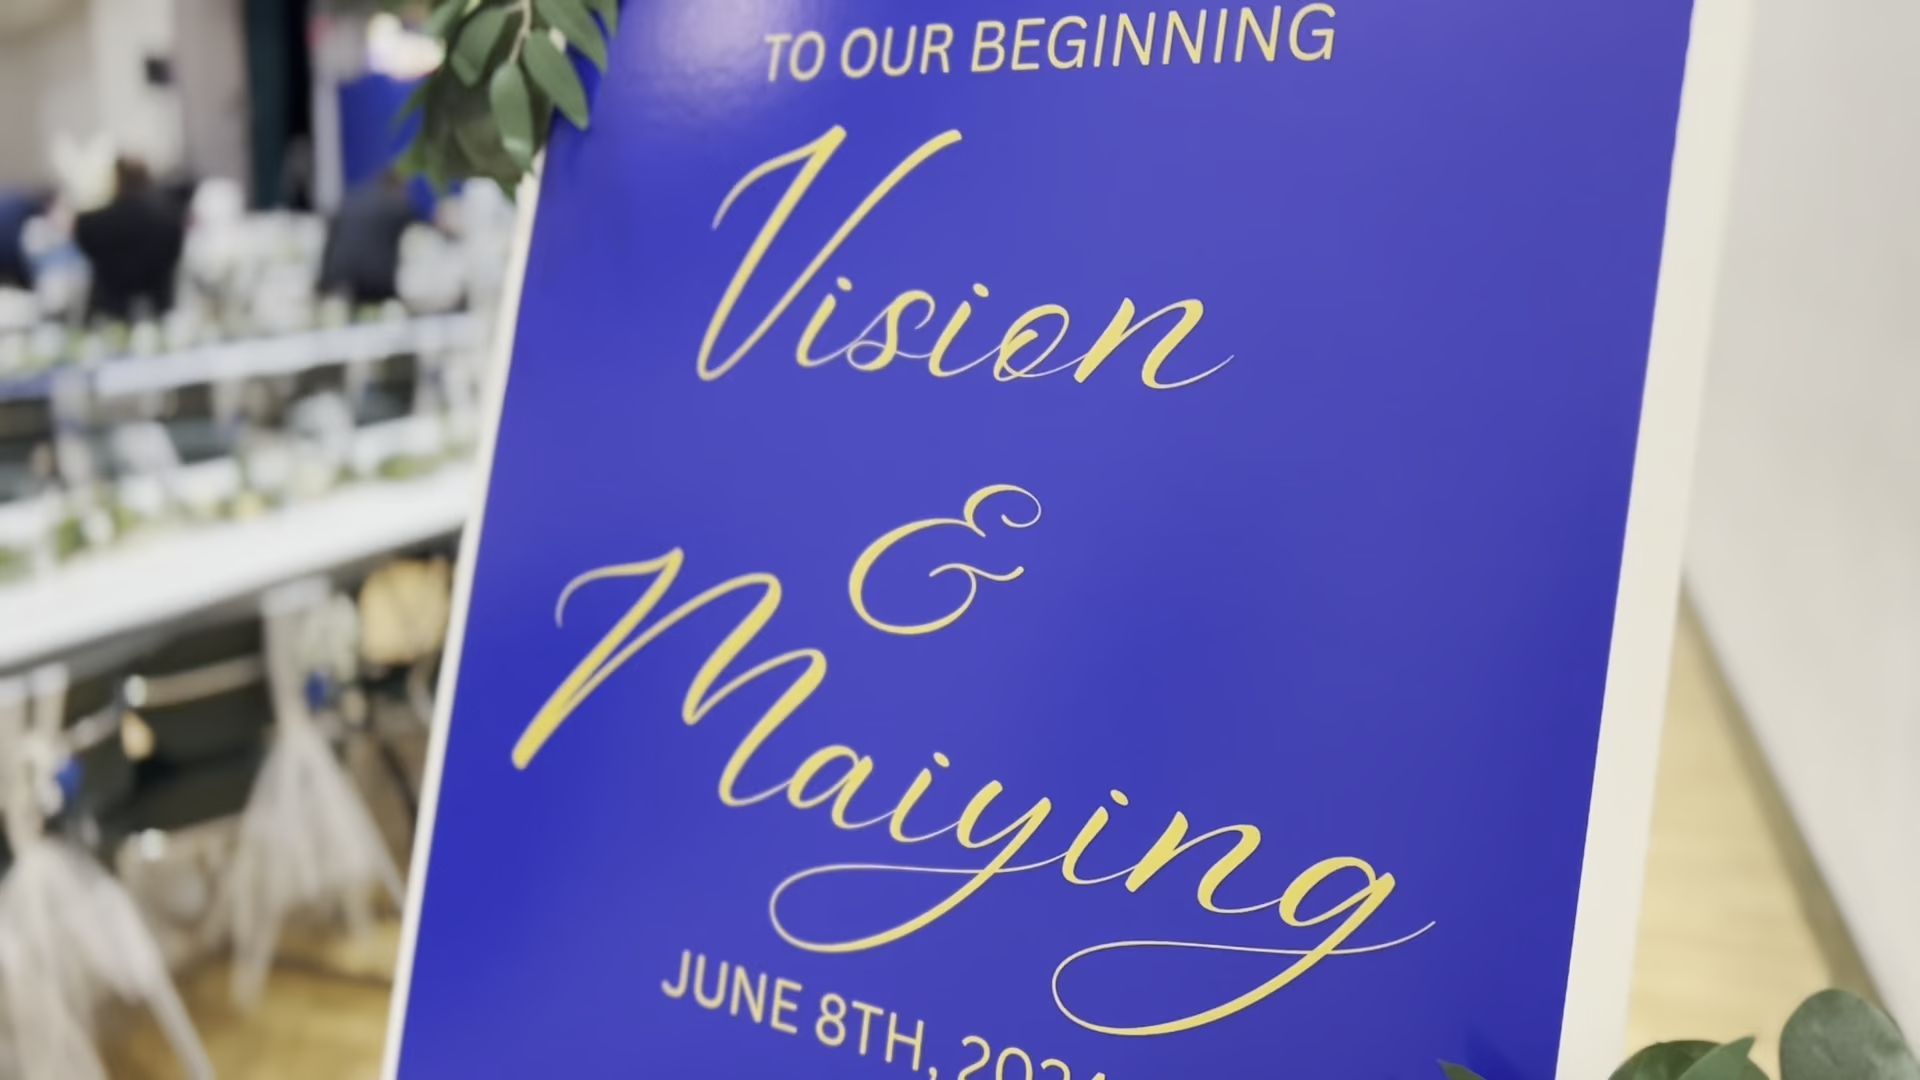 TO OUR BEGINNING
Vision
&
Maiying
JUNE 8TH,